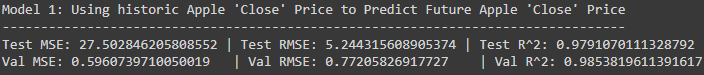 Model 1: Using historic Apple 'Close' Price to Predict Future Apple 'Close' Price
--------------------------------------------------------------------------------
Test MSE: 27.502846205808552 | Test RMSE: 5.244315608905374 | Test R^2: 0.9791070111328792
Val MSE: 0.5960739710050019 | Val RMSE: 0.77205826917727 | Val R^2: 0.9853819611391617